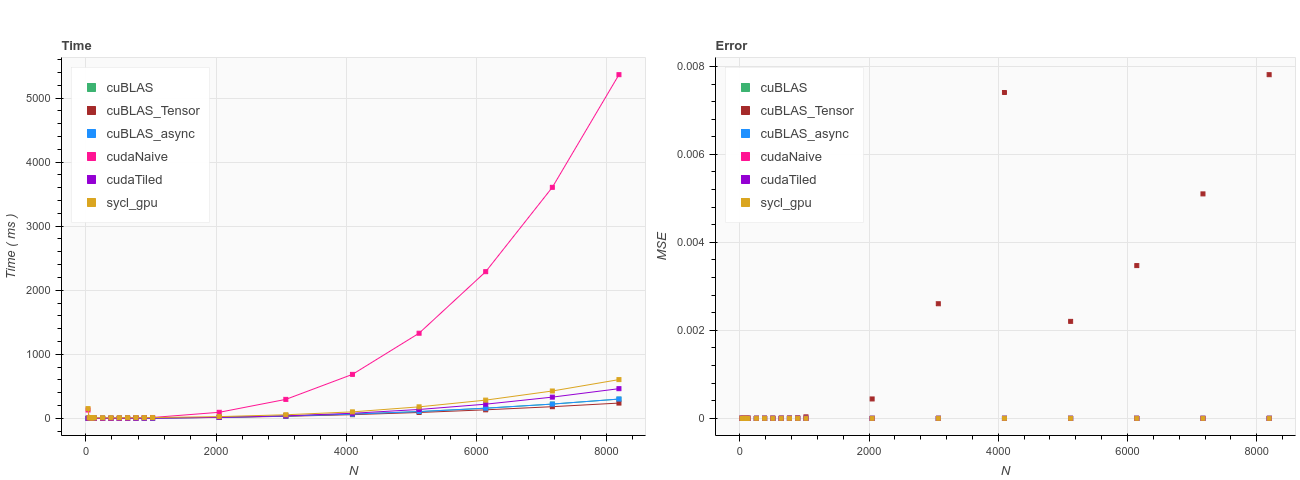 Time
cuBLAS
cuBLAS_Tensor
cuBLAS_async
cudaNaive
cudaTiled
sycl_gpu
5000
4000
3000
2000
1000
0
Time ( ms )
0
2000
4000
6000
8000
N
Error
cuBLAS
cuBLAS_Tensor
cuBLAS_async
cudaNaive
cudaTiled
sycl_gpu
0.008
0.006
0.004
0.002
0
MSE
0
2000
4000
6000
8000
N